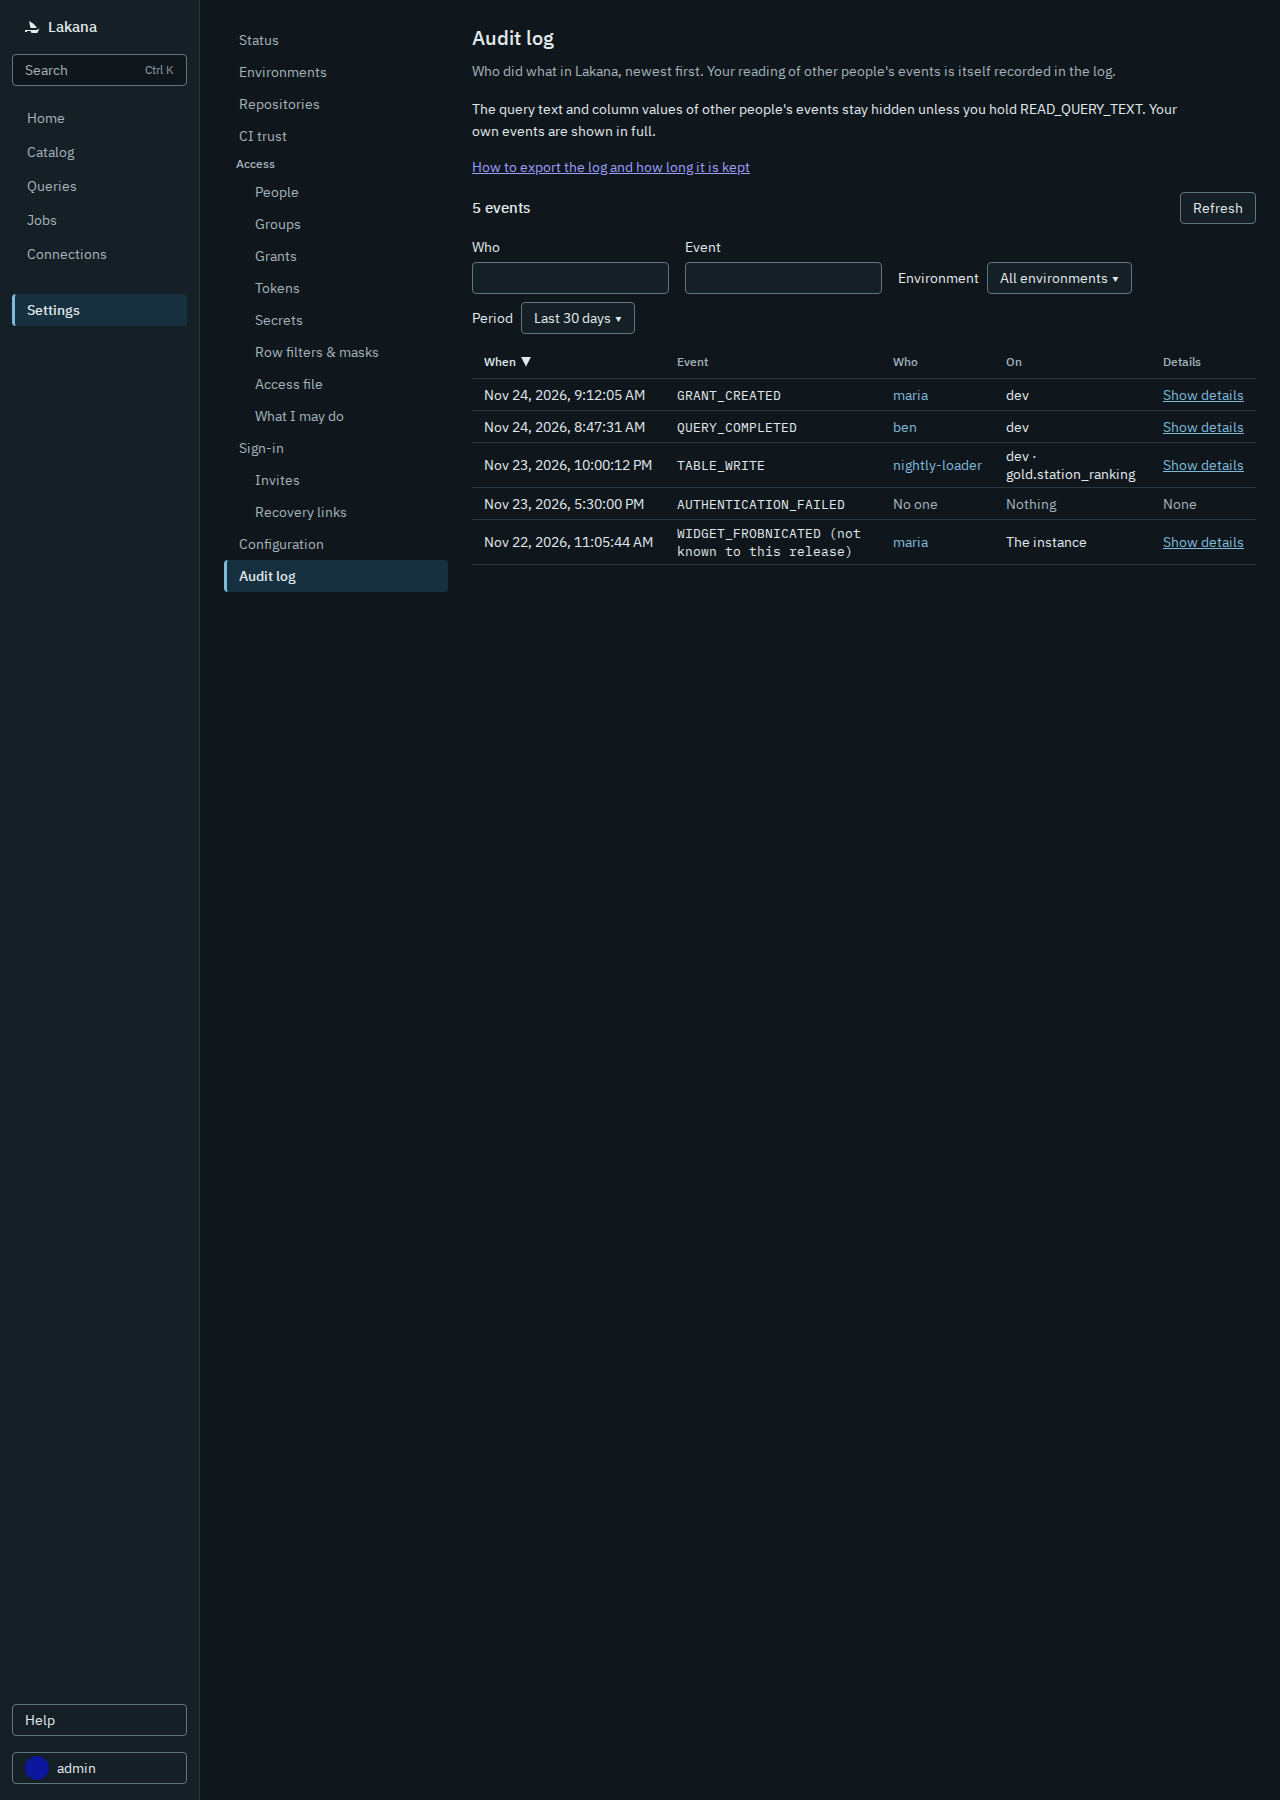 Lakana
Search Ctrl K
Home
Catalog
Queries
Jobs
Connections
Settings
Help
admin
Status
Environments
Repositories
CI trust
Access
People
Groups
Grants
Tokens
Secrets
Row filters & masks
Access file
What I may do
Sign-in
Invites
Recovery links
Configuration
Audit log
Audit log
Who did what in Lakana, newest first. Your reading of other people's events is itself recorded in the log.
The query text and column values of other people's events stay hidden unless you hold READ_QUERY_TEXT. Your
own events are shown in full.
How to export the log and how long it is kept
5 events Refresh
Who Event
Environment All environments ▾
Period Last 30 days ▾
When ▼ Event Who On Details
Nov 24, 2026, 9:12:05 AM GRANT_CREATED maria dev Show details
Nov 24, 2026, 8:47:31 AM QUERY_COMPLETED ben dev Show details
Nov 23, 2026, 10:00:12 PM TABLE_WRITE nightly-loader dev ·
gold.station_ranking Show details
Nov 23, 2026, 5:30:00 PM AUTHENTICATION_FAILED No one Nothing None
Nov 22, 2026, 11:05:44 AM WIDGET_FROBNICATED (not
known to this release) maria The instance Show details